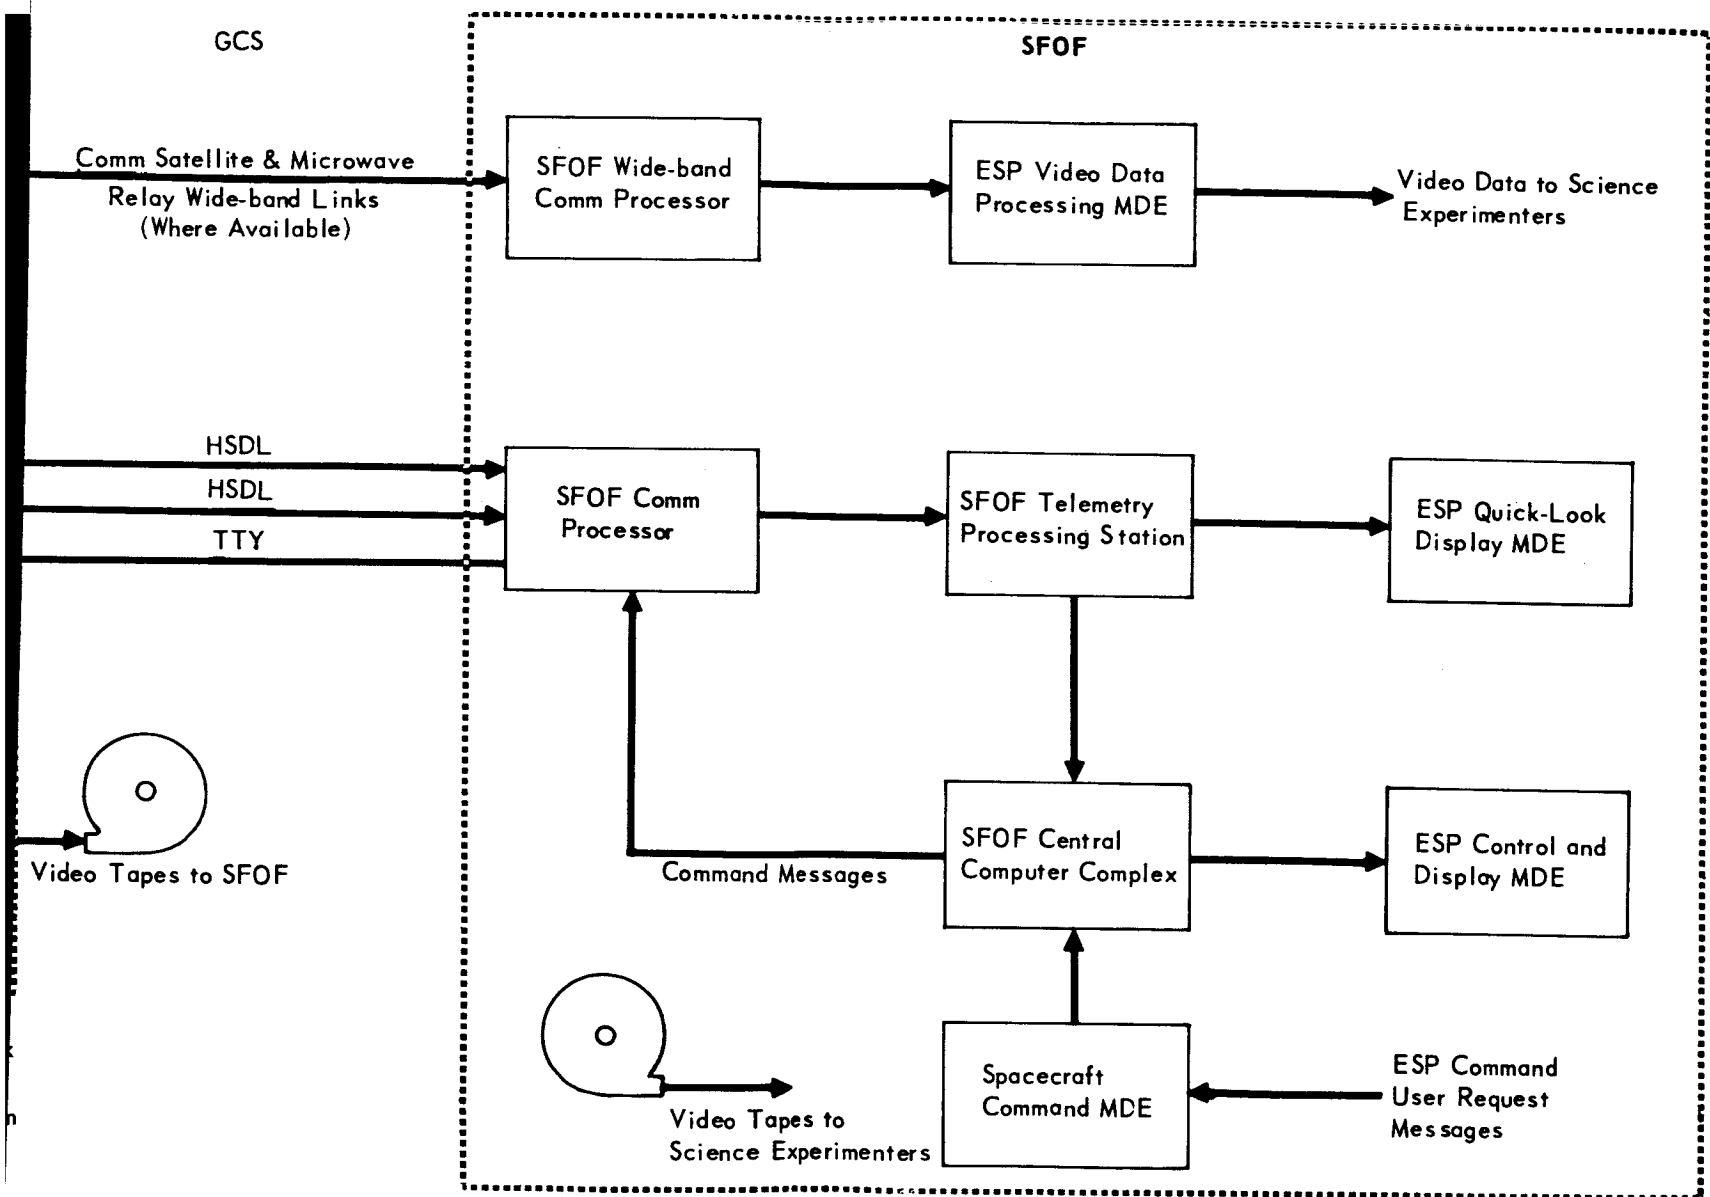 GCS
SFOF
Comm Satellite & Microwave
Relay Wide-band Links
(Where Available)
SFOF Wide-band
Comm Processor
ESP Video Data
Processing MDE
Video Data to Science
Experimenters
HSDL
HSDL
TTY
SFOF Comm
Processor
SFOF Telemetry
Processing Station
ESP Quick-Look
Display MDE
Video Tapes to SFOF
Command Messages
SFOF Central
Computer Complex
ESP Control and
Display MDE
Video Tapes to
Science Experimenters
Spacecraft
Command MDE
ESP Command
User Request
Messages
n